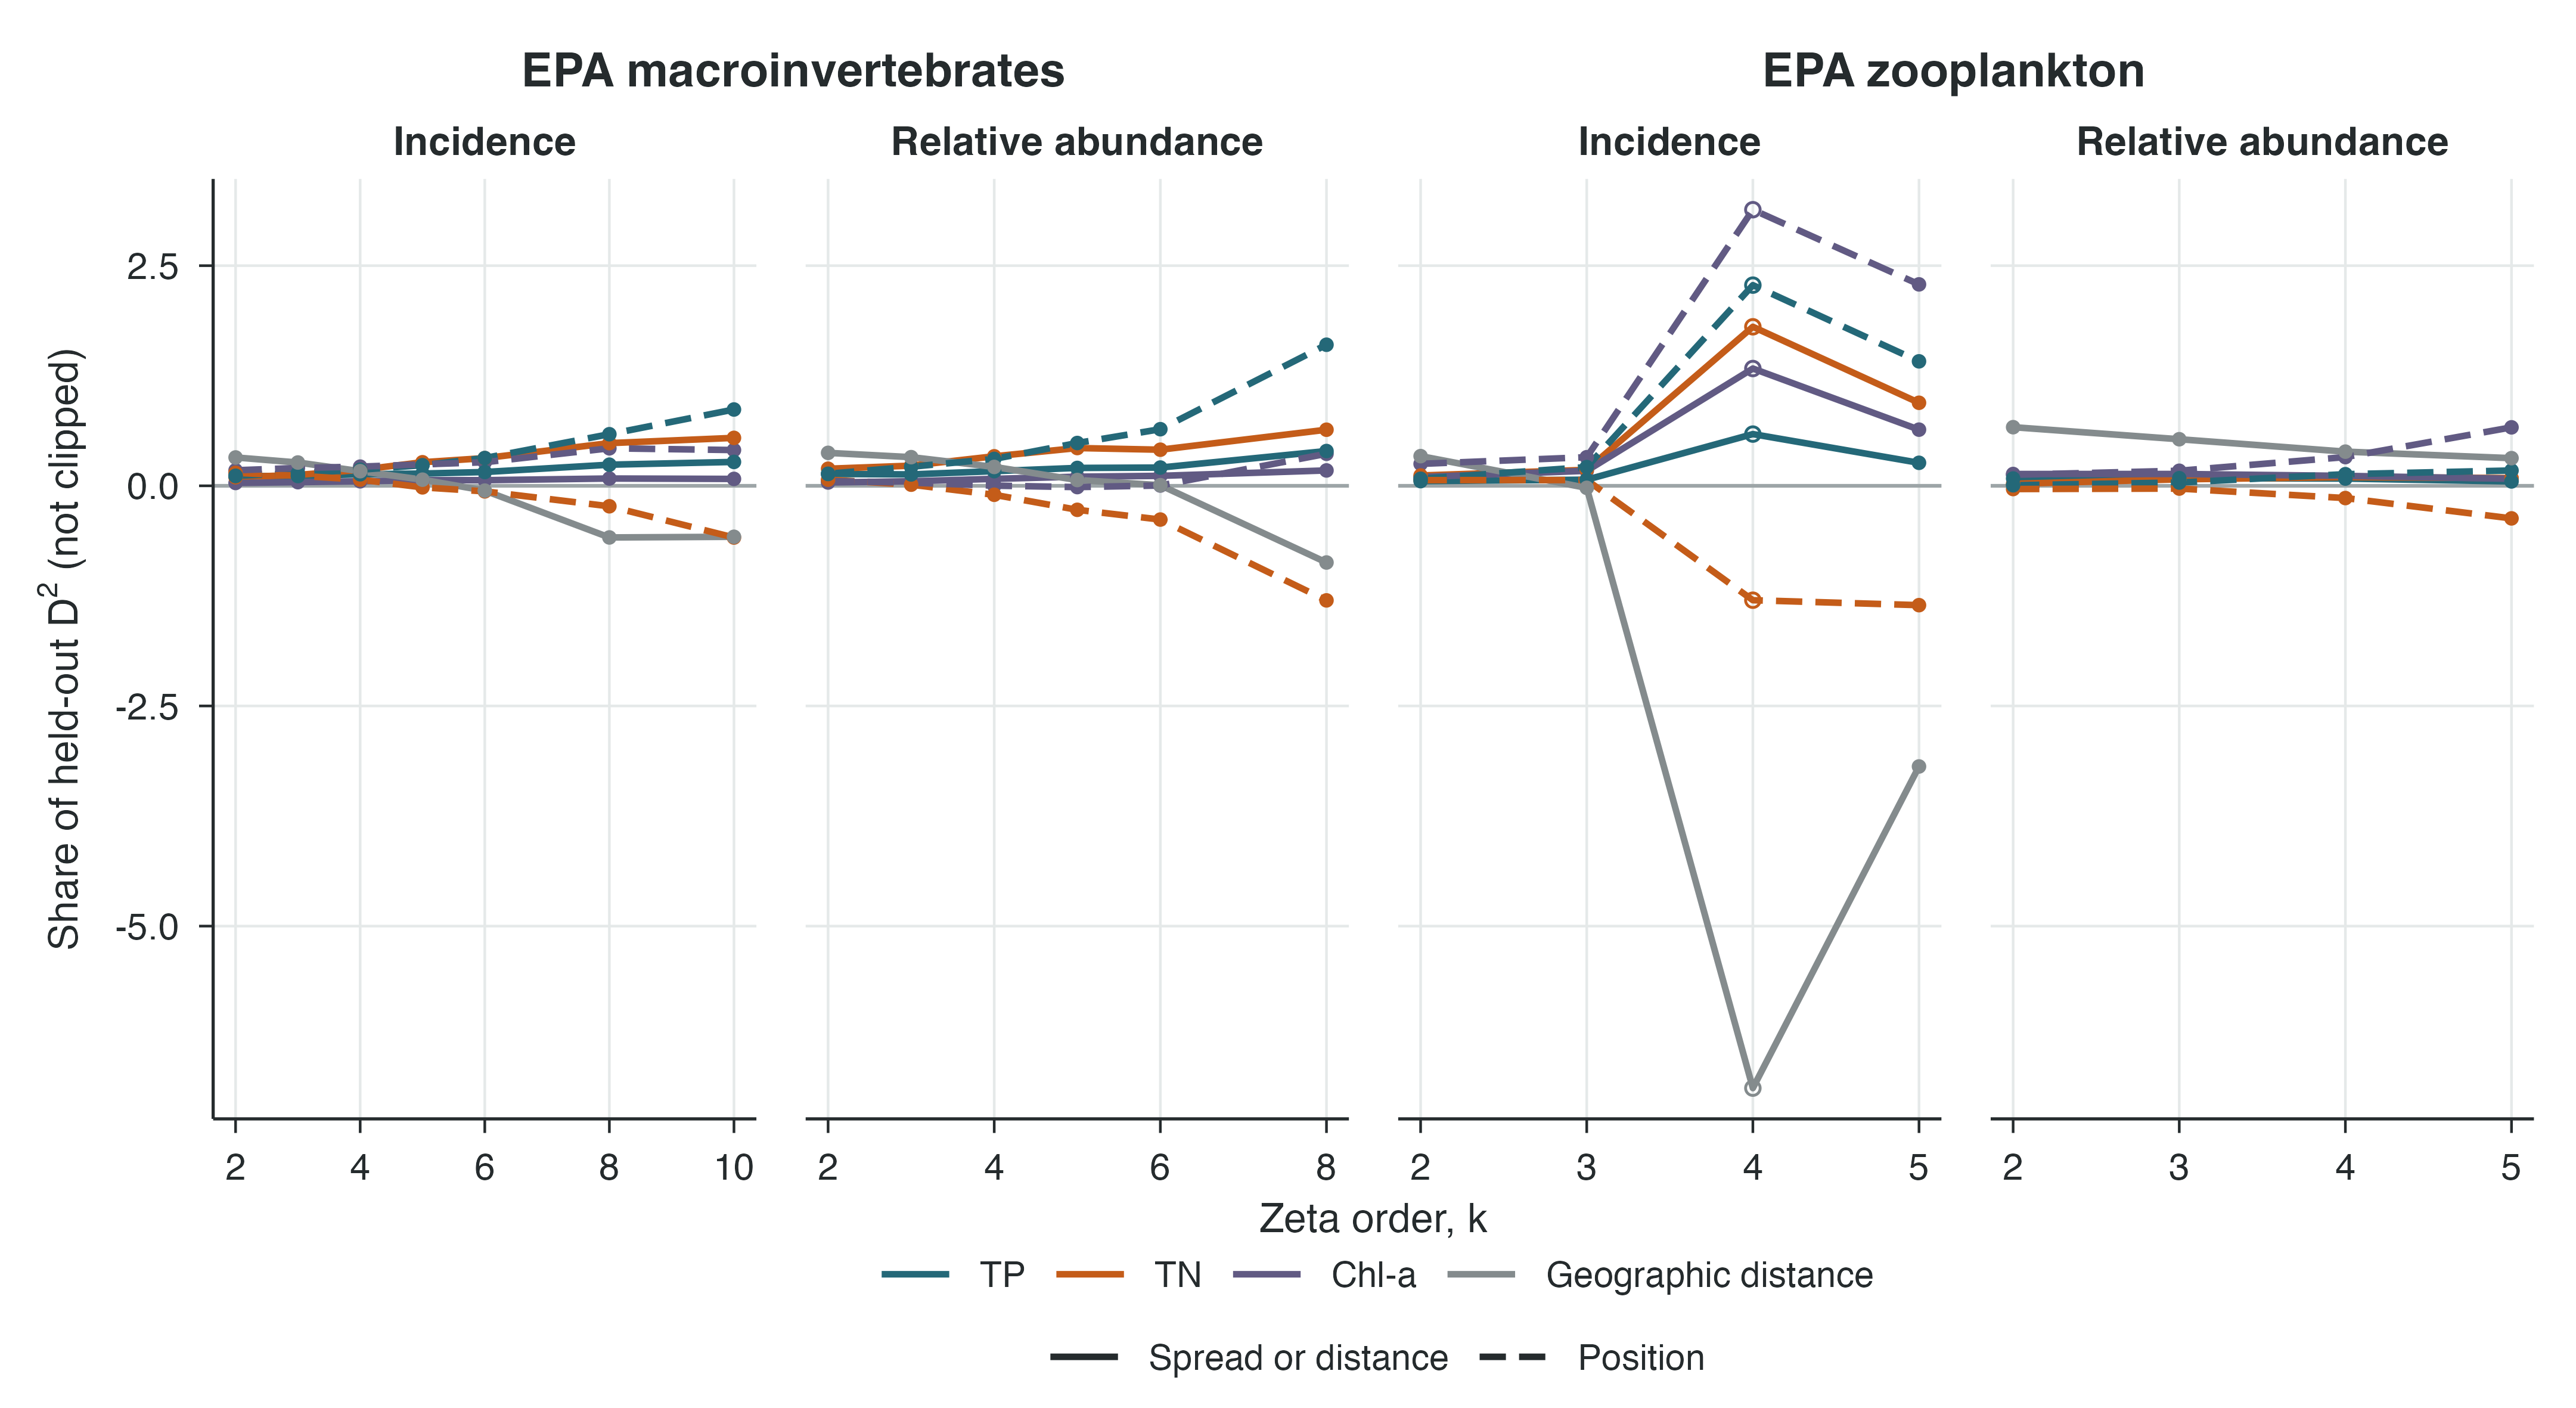 EPA macroinvertebrates
EPA zooplankton
Incidence
Relative abundance
Incidence
Relative abundance
Share of held-out D² (not clipped)
2.5
0.0
-2.5
-5.0
2 4 6 8 10
2 4 6 8
2 3 4 5
2 3 4 5
Zeta order, k
TP TN Chl-a Geographic distance
Spread or distance Position